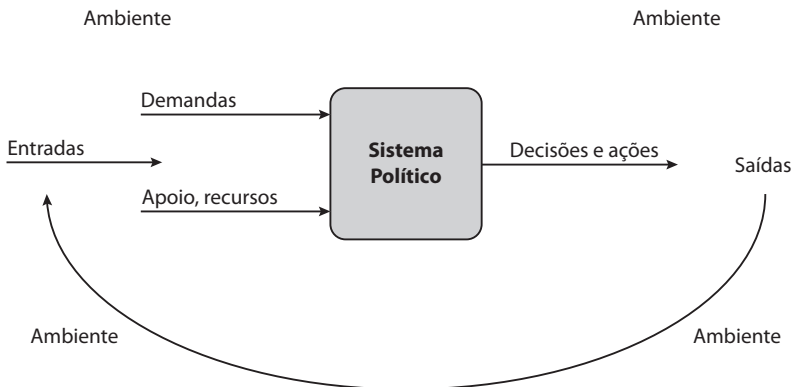 Ambiente
Ambiente
Demandas
Entradas
Sistema
Político
Decisões e ações
Saídas
Apoio, recursos
Ambiente
Ambiente